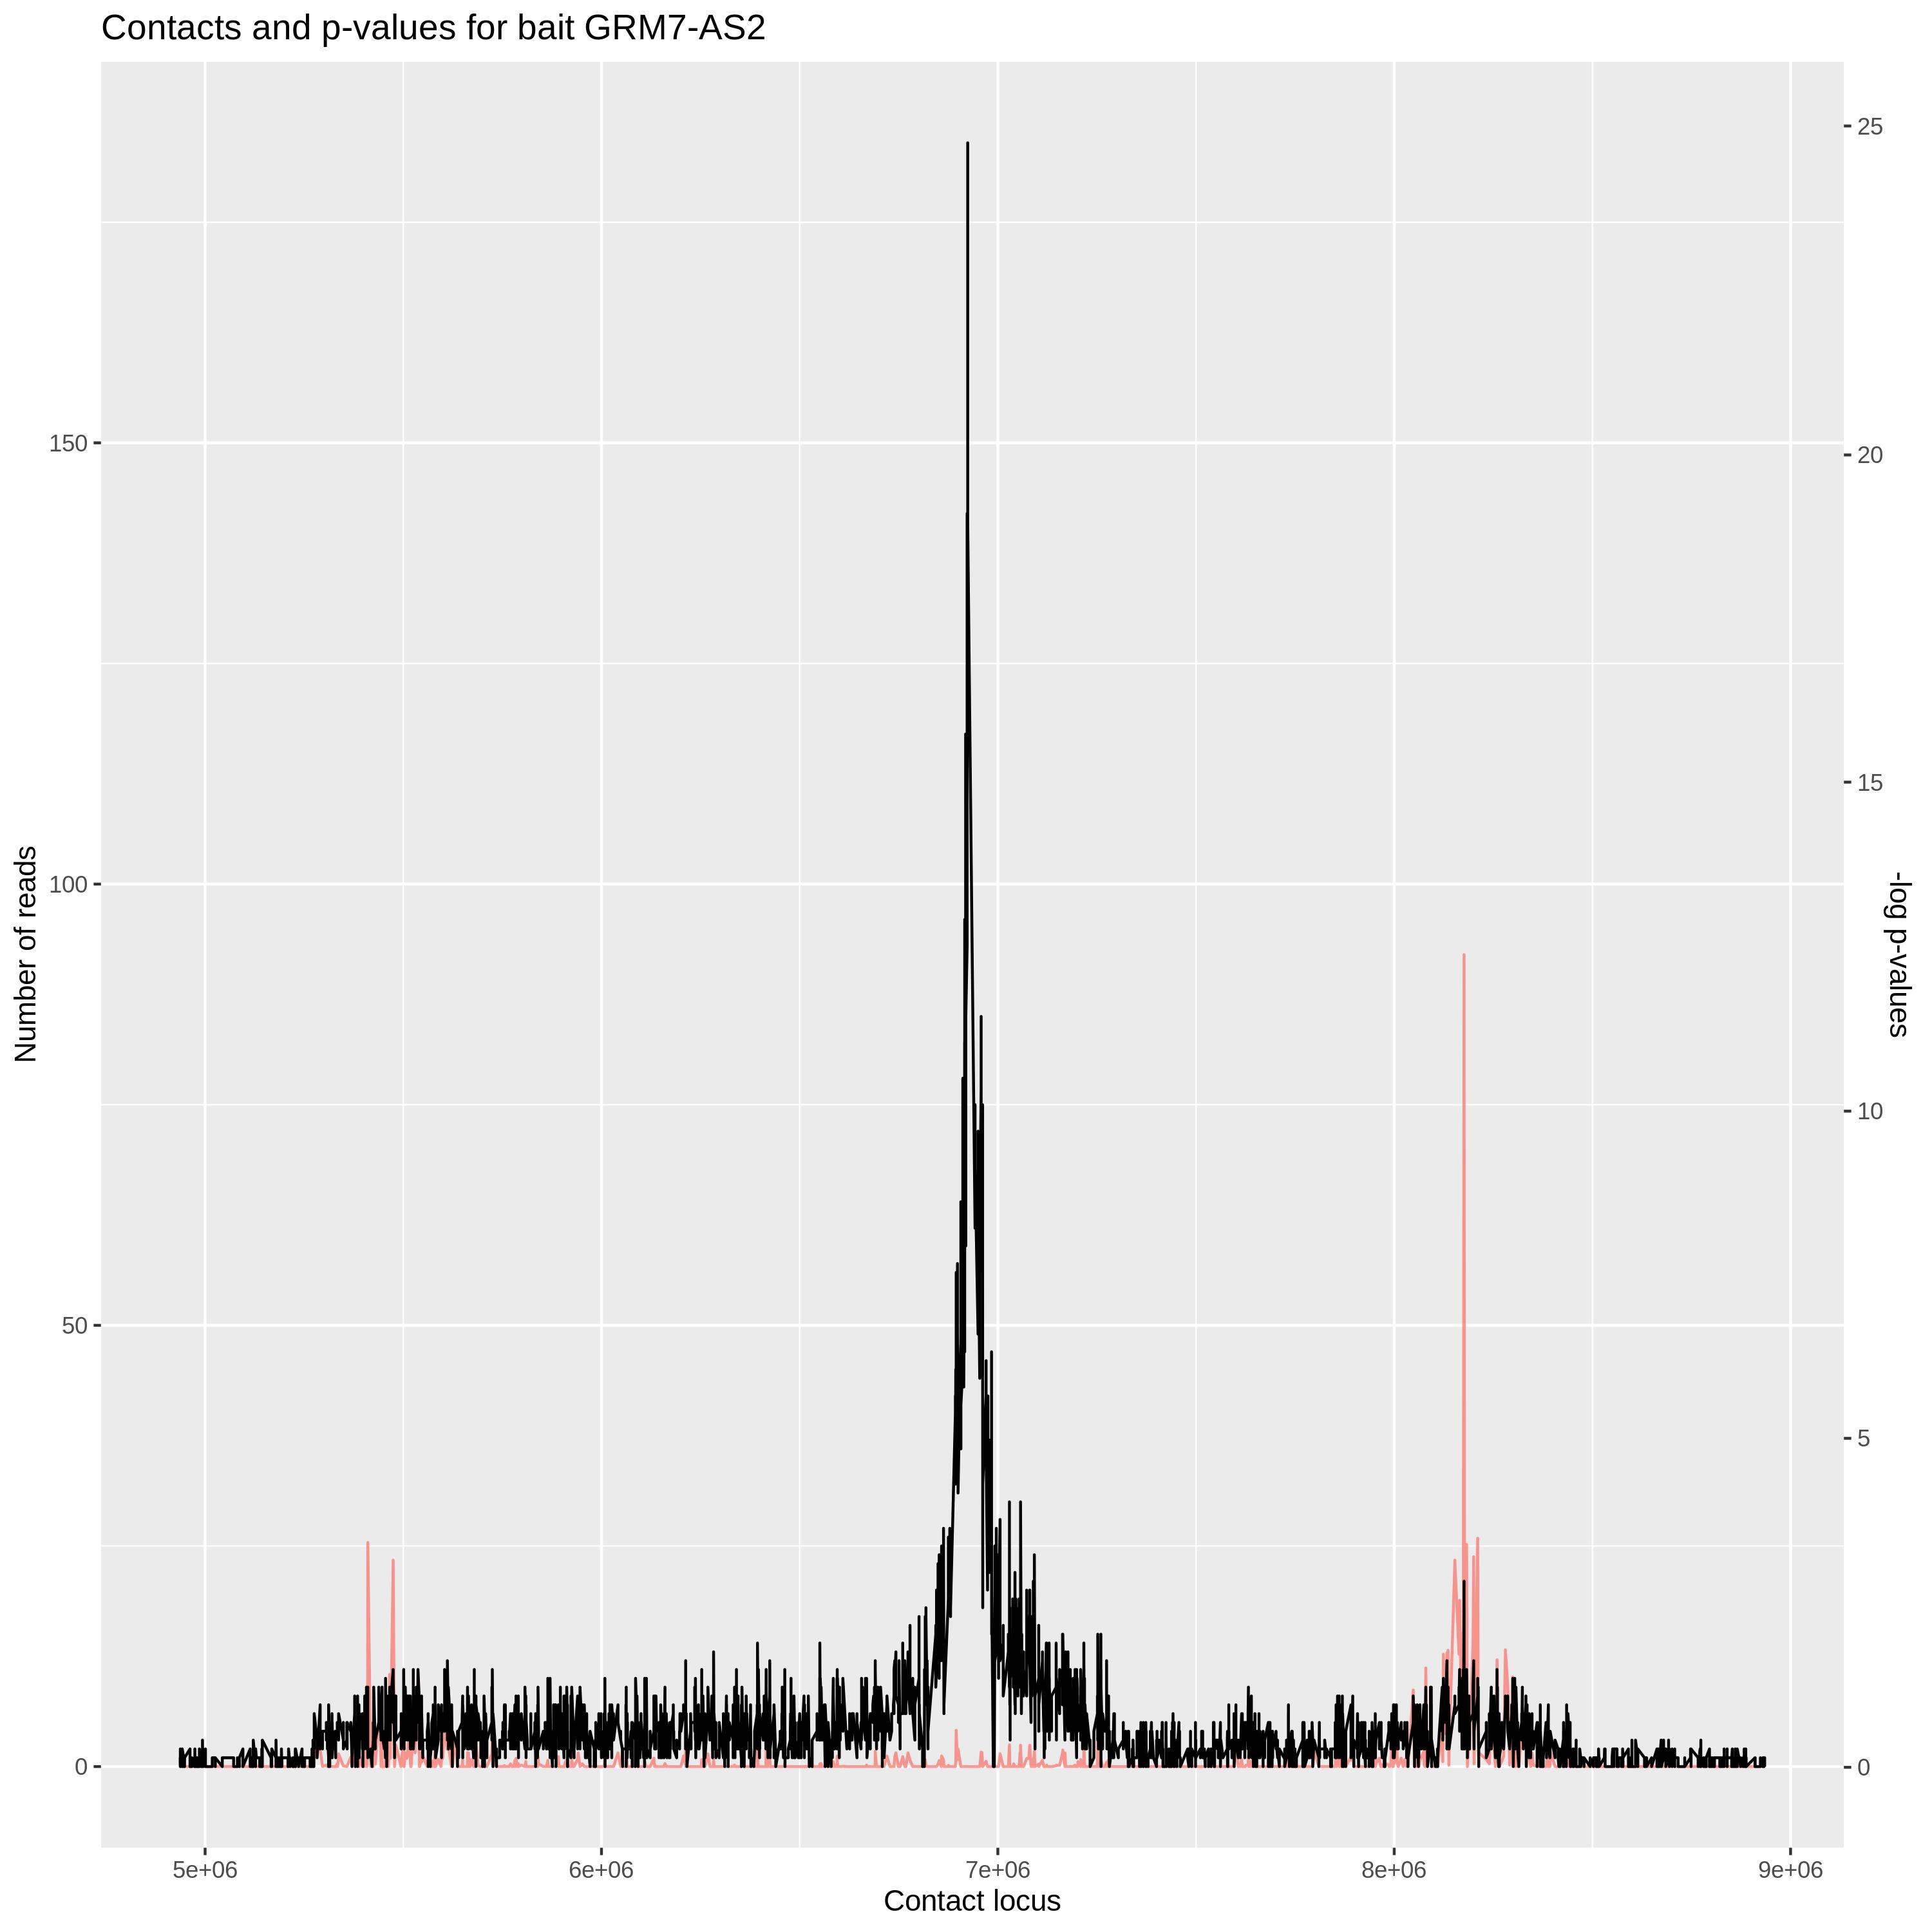 Contacts and p-values for bait GRM7-AS2
25
150
20
15
Number of reads
100
-log p-values
10
50
5
0
0
5e+06
6e+06
7e+06
8e+06
9e+06
Contact locus